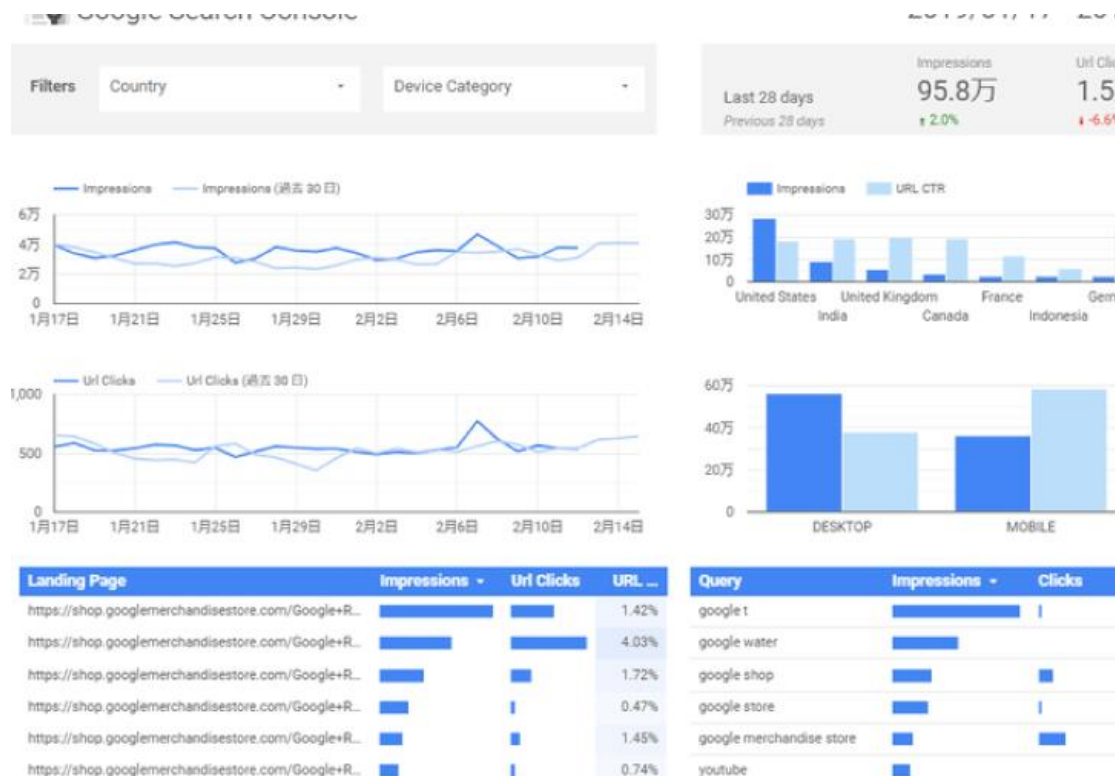 Google Search Console
2019/01/17
Filters
Country
Device Category
Impressions
Url Clic
Last 28 days
95.8万
1.5
Previous 28 days
2.0%
-6.6%
Impressions
Impressions (過去 30 日)
6万
4万
2万
0
1月17日 1月21日 1月25日 1月29日 2月2日 2月6日 2月10日 2月14日
Impressions
URL CTR
30万
20万
10万
0
United States United Kingdom France Germ
India Canada Indonesia
Url Clicks
Url Clicks (過去 30 日)
1,000
500
0
1月17日 1月21日 1月25日 1月29日 2月2日 2月6日 2月10日 2月14日
60万
40万
20万
0
DESKTOP MOBILE
Landing Page Impressions Url Clicks URL ...
https://shop.googlemerchandisestore.com/Google+R... 1.42%
https://shop.googlemerchandisestore.com/Google+R... 4.03%
https://shop.googlemerchandisestore.com/Google+R... 1.72%
https://shop.googlemerchandisestore.com/Google+R... 0.47%
https://shop.googlemerchandisestore.com/Google+R... 1.45%
https://shop.googlemerchandisestore.com/Google+R... 0.74%
Query Impressions Clicks
google t
google water
google shop
google store
google merchandise store
youtube